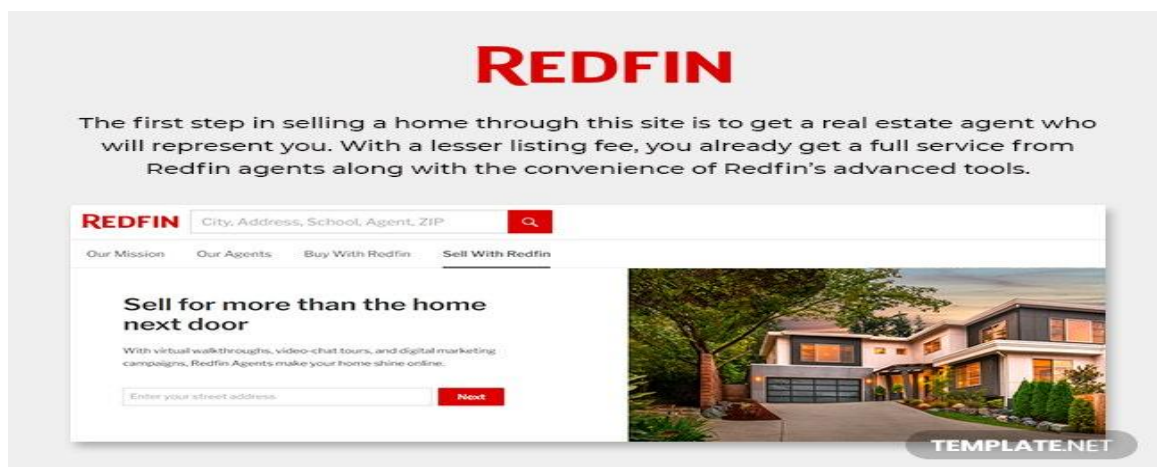 REDFIN
The first step in selling a home through this site is to get a real estate agent who
will represent you. With a lesser listing fee, you already get a full service from
Redfin agents along with the convenience of Redfin's advanced tools.
REDFIN City, Address, School, Agent, ZIP
Our Mission Our Agents Buy With Redfin Sell With Redfin
Sell for more than the home
next door
With virtual walkthroughs, video-chat tours, and digital marketing
campaigns, Redfin Agents make your home shine online.
Enter your street address Next
TEMPLATE.NET